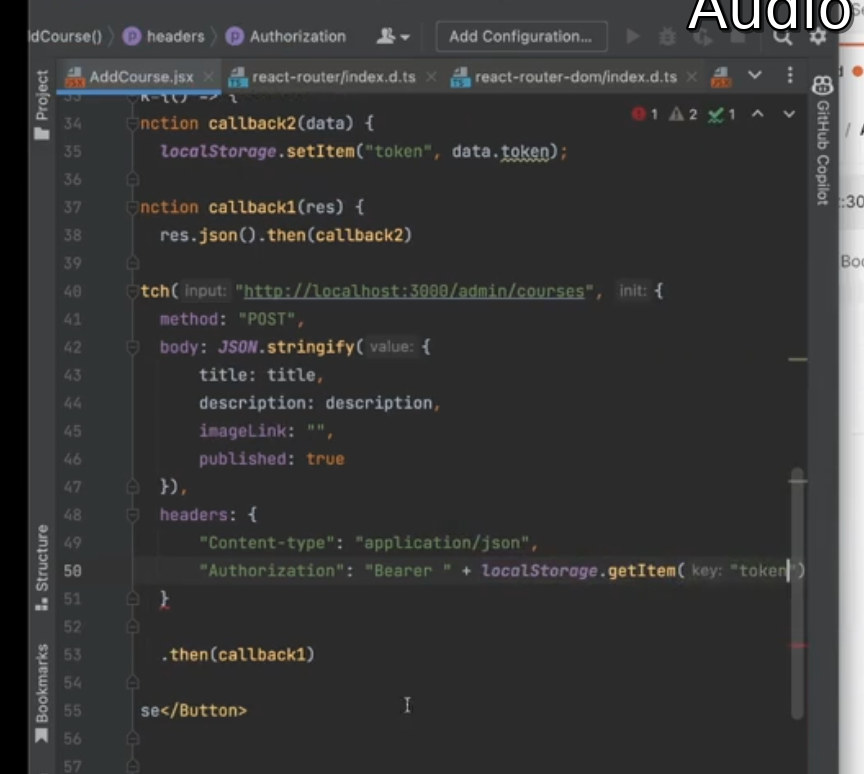 Audio
ldCourse() headers Authorization Add Configuration...
AddCourse.jsx react-router/index.d.ts react-router-dom/index.d.ts
Project
GitHub Copilot
Structure
Bookmarks
1 2 1
34 nction callback2(data) {
35 localStorage.setItem("token", data.token);
36
37 nction callback1(res) {
38 res.json().then(callback2)
39
40 tch( input: "http://localhost:3000/admin/courses", init: {
41 method: "POST",
42 body: JSON.stringify( value: {
43 title: title,
44 description: description,
45 imageLink: "",
46 published: true
47 }),
48 headers: {
49 "Content-type": "application/json",
50 "Authorization": "Bearer " + localStorage.getItem( key: "token")
51 }
52
53 .then(callback1)
54
55 se</Button>
56
57
:30
Boo